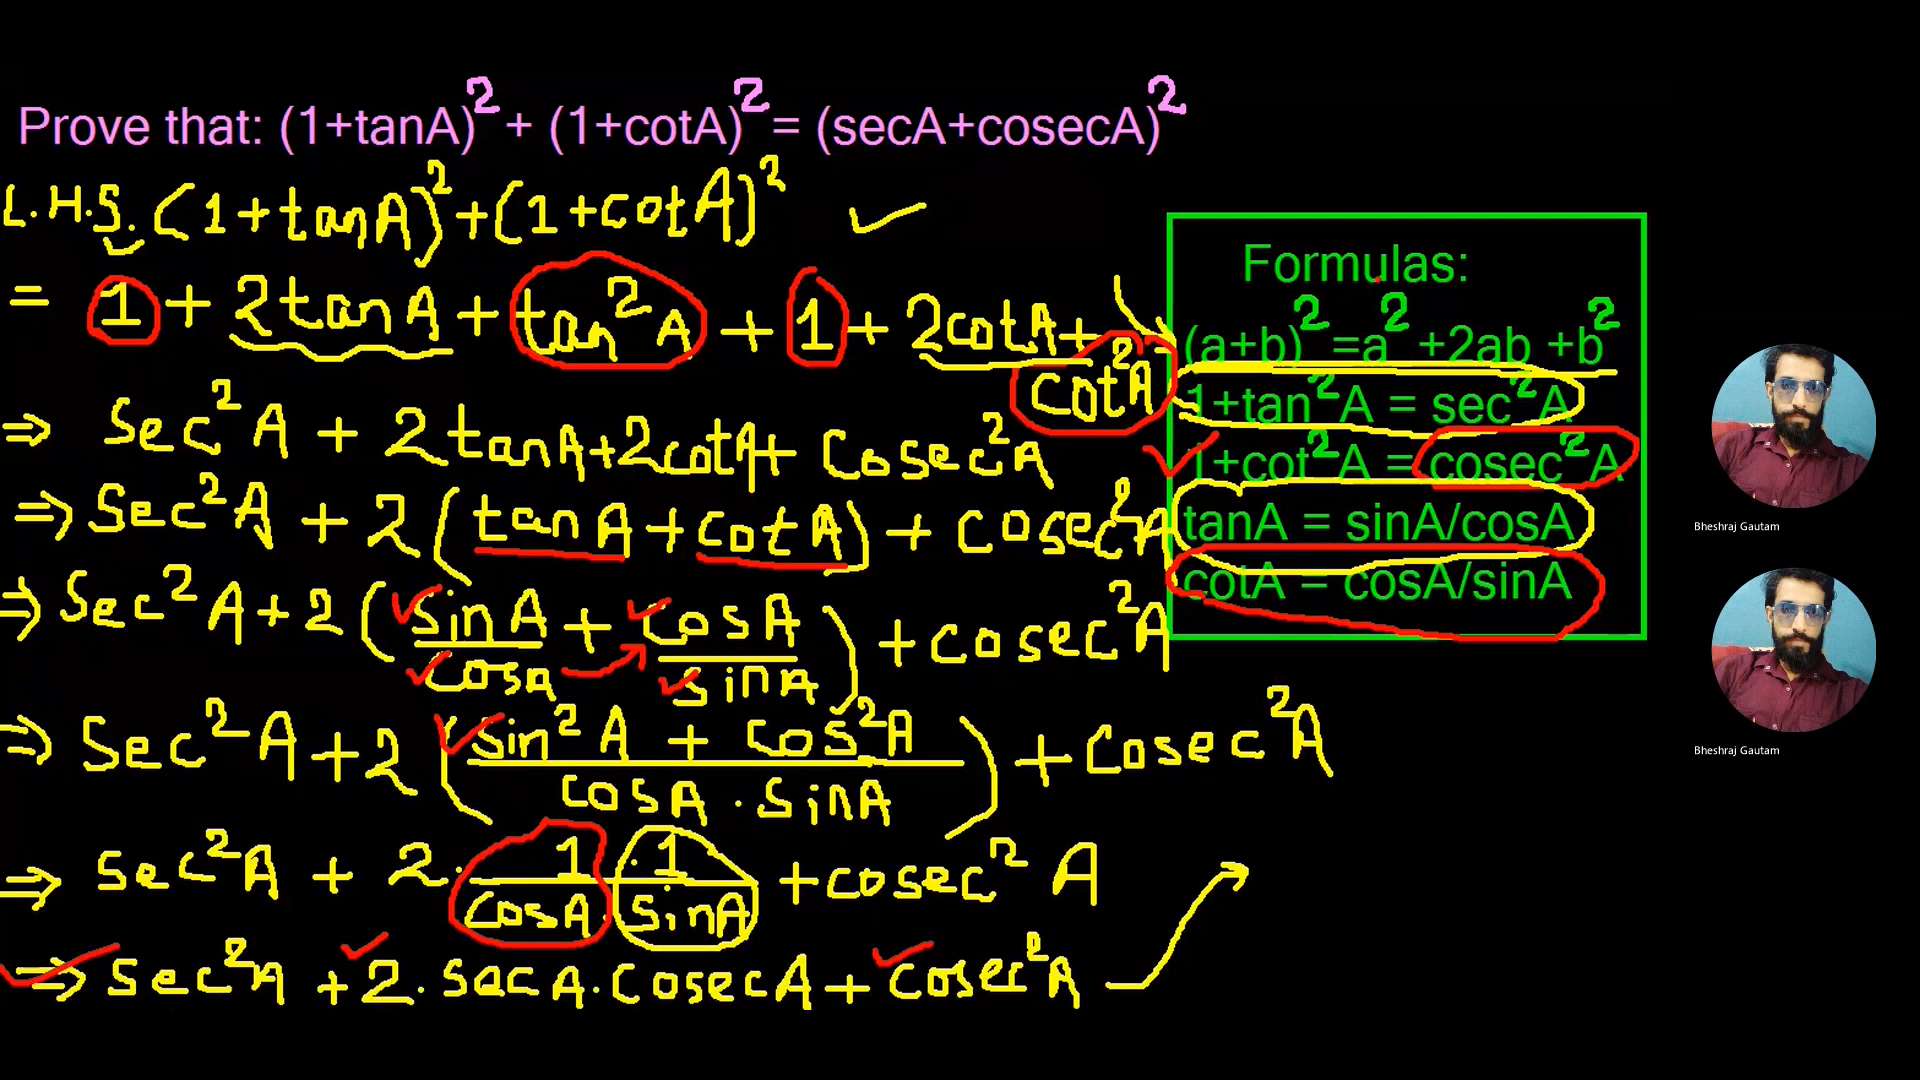 Prove that: (1+tanA)² + (1+cotA)² = (secA+cosecA)²
L.H.S. (1+tanA)² + (1+cotA)²
= 1 + 2tanA + tan²A + 1 + 2cotA + cot²A
⇒ Sec²A + 2tanA + 2cotA + Cosec²A
⇒ Sec²A + 2(tanA + cotA) + cosec²A
⇒ Sec²A + 2(sinA/cosA + cosA/sinA) + cosec²A
⇒ Sec²A + 2(sin²A + cos²A / cosA . sinA) + Cosec²A
⇒ Sec²A + 2 . 1/cosA . 1/sinA + cosec²A
⇒ Sec²A + 2 . secA . CosecA + Cosec²A
Formulas:
(a+b)² =a² +2ab +b²
1+tan²A = sec²A
1+cot²A = cosec²A
tanA = sinA/cosA
cotA = cosA/sinA
Bheshraj Gautam
Bheshraj Gautam